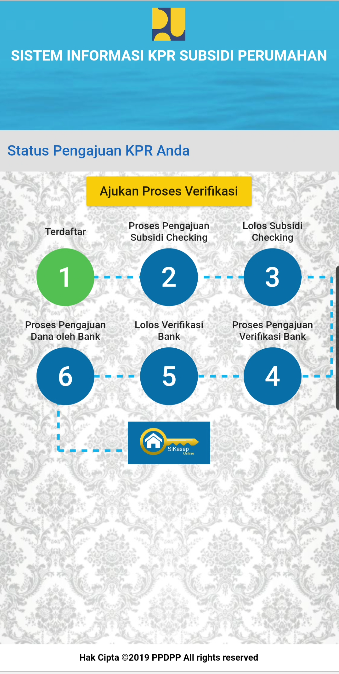 SISTEM INFORMASI KPR SUBSIDI PERUMAHAN
Status Pengajuan KPR Anda
Ajukan Proses Verifikasi
Terdaftar
1
Proses Pengajuan
Subsidi Checking
2
Lolos Subsidi
Checking
3
Proses Pengajuan
Verifikasi Bank
4
Lolos Verifikasi
Bank
5
Proses Pengajuan
Dana oleh Bank
6
SiKasep
Online
Hak Cipta ©2019 PPDPP All rights reserved